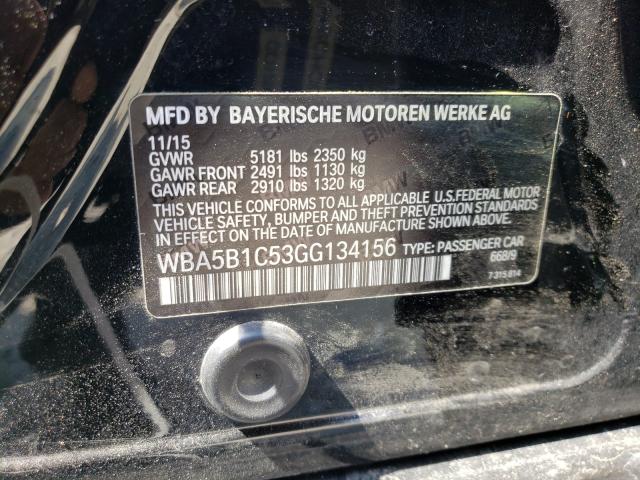 MFD BY BAYERISCHE MOTOREN WERKE AG
11/15
GVWR 5181 lbs 2350 kg
GAWR FRONT 2491 lbs 1130 kg
GAWR REAR 2910 lbs 1320 kg
THIS VEHICLE CONFORMS TO ALL APPLICABLE U.S.FEDERAL MOTOR
VEHICLE SAFETY, BUMPER AND THEFT PREVENTION STANDARDS
IN EFFECT ON THE DATE OF MANUFACTURE SHOWN ABOVE.
WBA5B1C53GG134156 TYPE: PASSENGER CAR
668/9
7 315 814